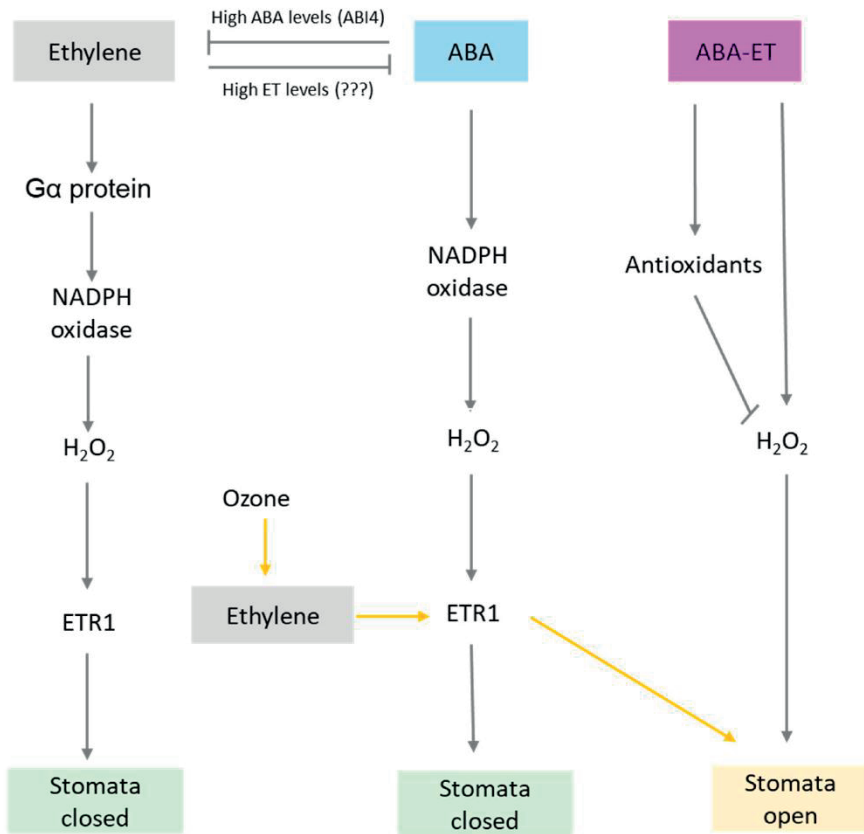 High ABA levels (ABI4)
Ethylene
ABA
ABA-ET
High ET levels (???)
Gα protein
NADPH
oxidase
NADPH
oxidase
Antioxidants
H₂O₂
H₂O₂
H₂O₂
Ozone
Ethylene
ETR1
ETR1
Stomata
closed
Stomata
closed
Stomata
open